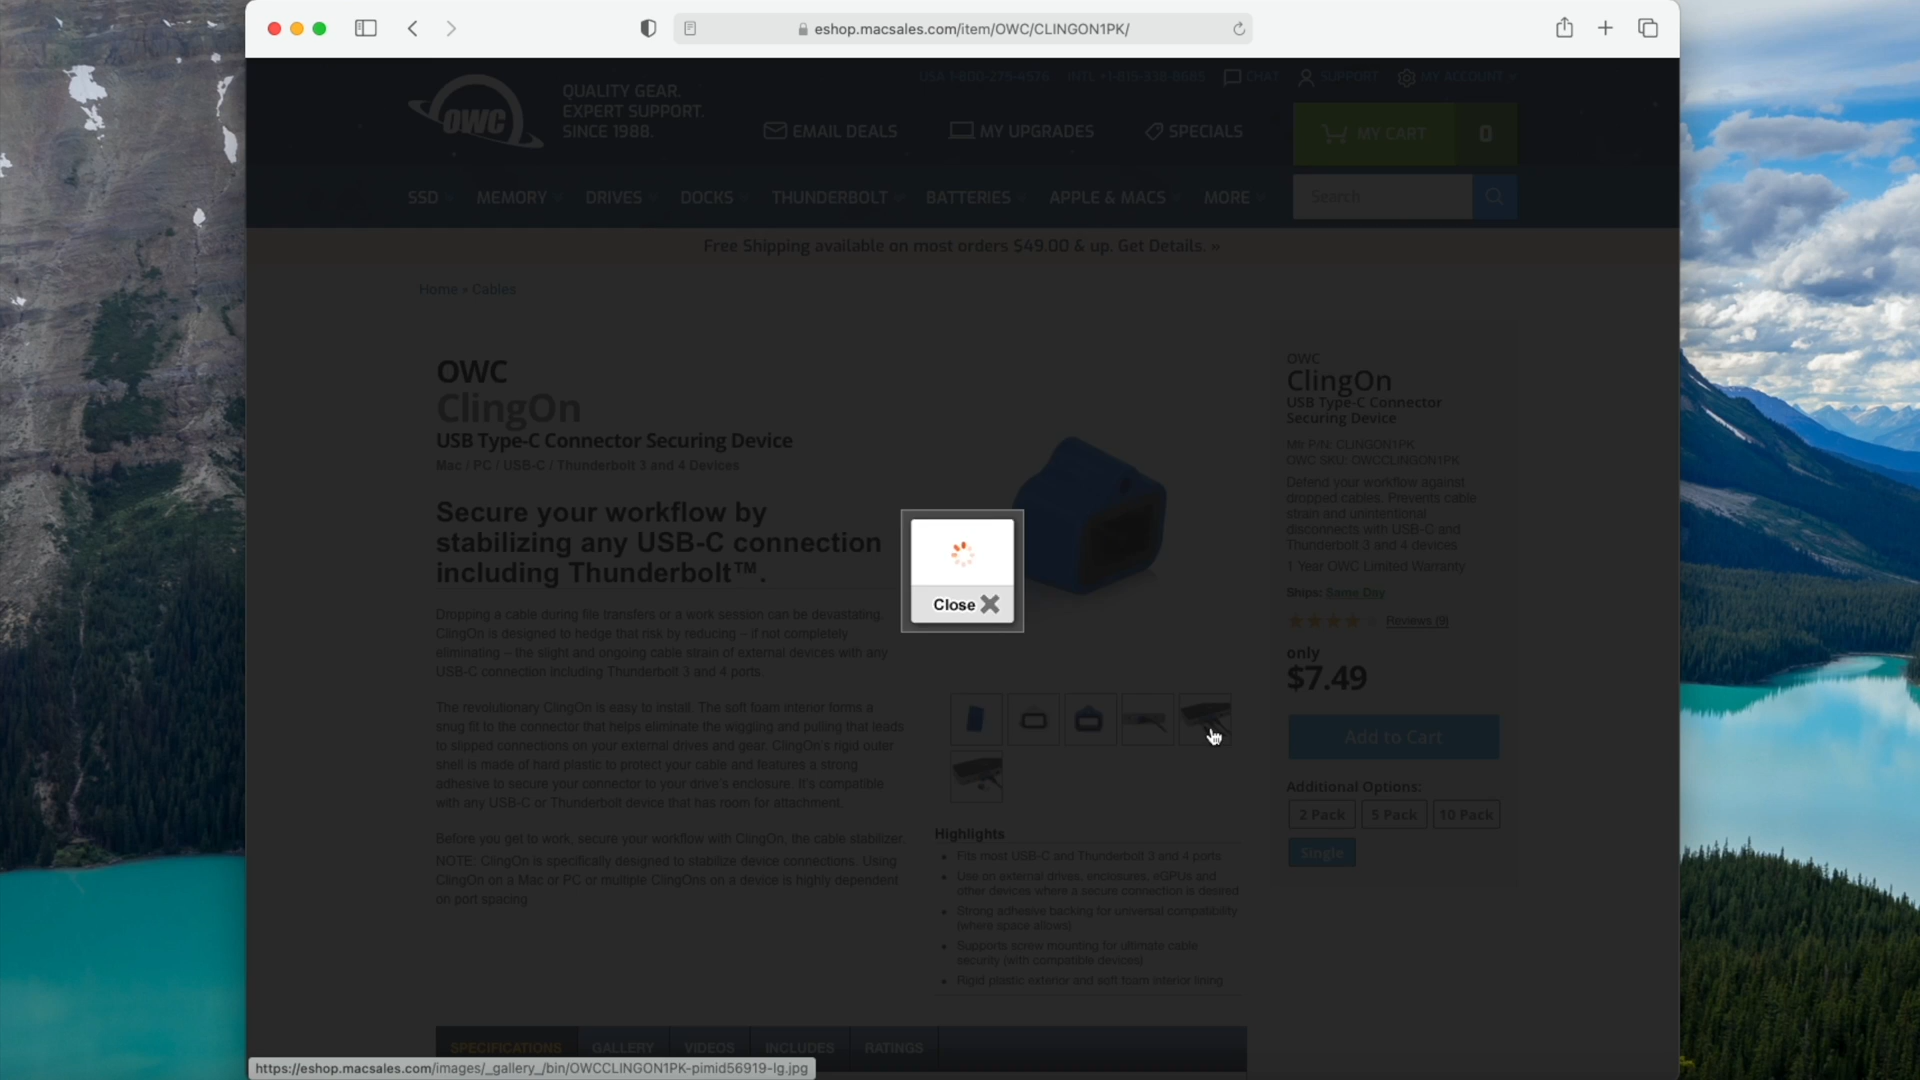 eshop.macsales.com/item/OWC/CLINGON1PK/
USA 1-800-275-4576 INTL +1-815-338-8685 CHAT SUPPORT MY ACCOUNT
OWC
QUALITY GEAR.
EXPERT SUPPORT.
SINCE 1988.
EMAIL DEALS MY UPGRADES SPECIALS MY CART 0
SSD MEMORY DRIVES DOCKS THUNDERBOLT BATTERIES APPLE & MACS MORE Search
Free Shipping available on most orders $49.00 & up. Get Details. »
Home » Cables
OWC
ClingOn
USB Type-C Connector Securing Device
Mac / PC / USB-C / Thunderbolt 3 and 4 Devices
Secure your workflow by
stabilizing any USB-C connection
including Thunderbolt™.
Dropping a cable during file transfers or a work session can be devastating.
ClingOn is designed to hedge that risk by reducing – if not completely
eliminating – the slight and ongoing cable strain of external devices with any
USB-C connection including Thunderbolt 3 and 4 ports.
The revolutionary ClingOn is easy to install. The soft foam interior forms a
snug fit to the connector that helps eliminate the wiggling and pulling that leads
to slipped connections on your external drives and gear. ClingOn's rigid outer
shell is made of hard plastic to protect your cable and features a strong
adhesive to secure your connector to your drive's enclosure. It's compatible
with any USB-C or Thunderbolt device that has room for attachment.
Before you get to work, secure your workflow with ClingOn, the cable stabilizer.
NOTE: ClingOn is specifically designed to stabilize device connections. Using
ClingOn on a Mac or PC or multiple ClingOns on a device is highly dependent
on port spacing
Close
Highlights
Fits most USB-C and Thunderbolt 3 and 4 ports.
Use on external drives, enclosures, eGPUs and
other devices where a secure connection is desired
Strong adhesive backing for universal compatibility
(where space allows)
Supports screw mounting for ultimate cable
security (with compatible devices)
Rigid plastic exterior and soft foam interior lining
OWC
ClingOn
USB Type-C Connector
Securing Device
Mfr P/N: CLINGON1PK
OWC SKU: OWCCLINGON1PK
Defend your workflow against
dropped cables. Prevents cable
strain and unintentional
disconnects with USB-C and
Thunderbolt 3 and 4 devices
1 Year OWC Limited Warranty
Ships: Same Day
Reviews (9)
only
$7.49
Add to Cart
Additional Options:
2 Pack 5 Pack 10 Pack
Single
SPECIFICATIONS GALLERY VIDEOS INCLUDES RATINGS
https://eshop.macsales.com/images/_gallery_/bin/OWCCLINGON1PK-pimid56919-lg.jpg